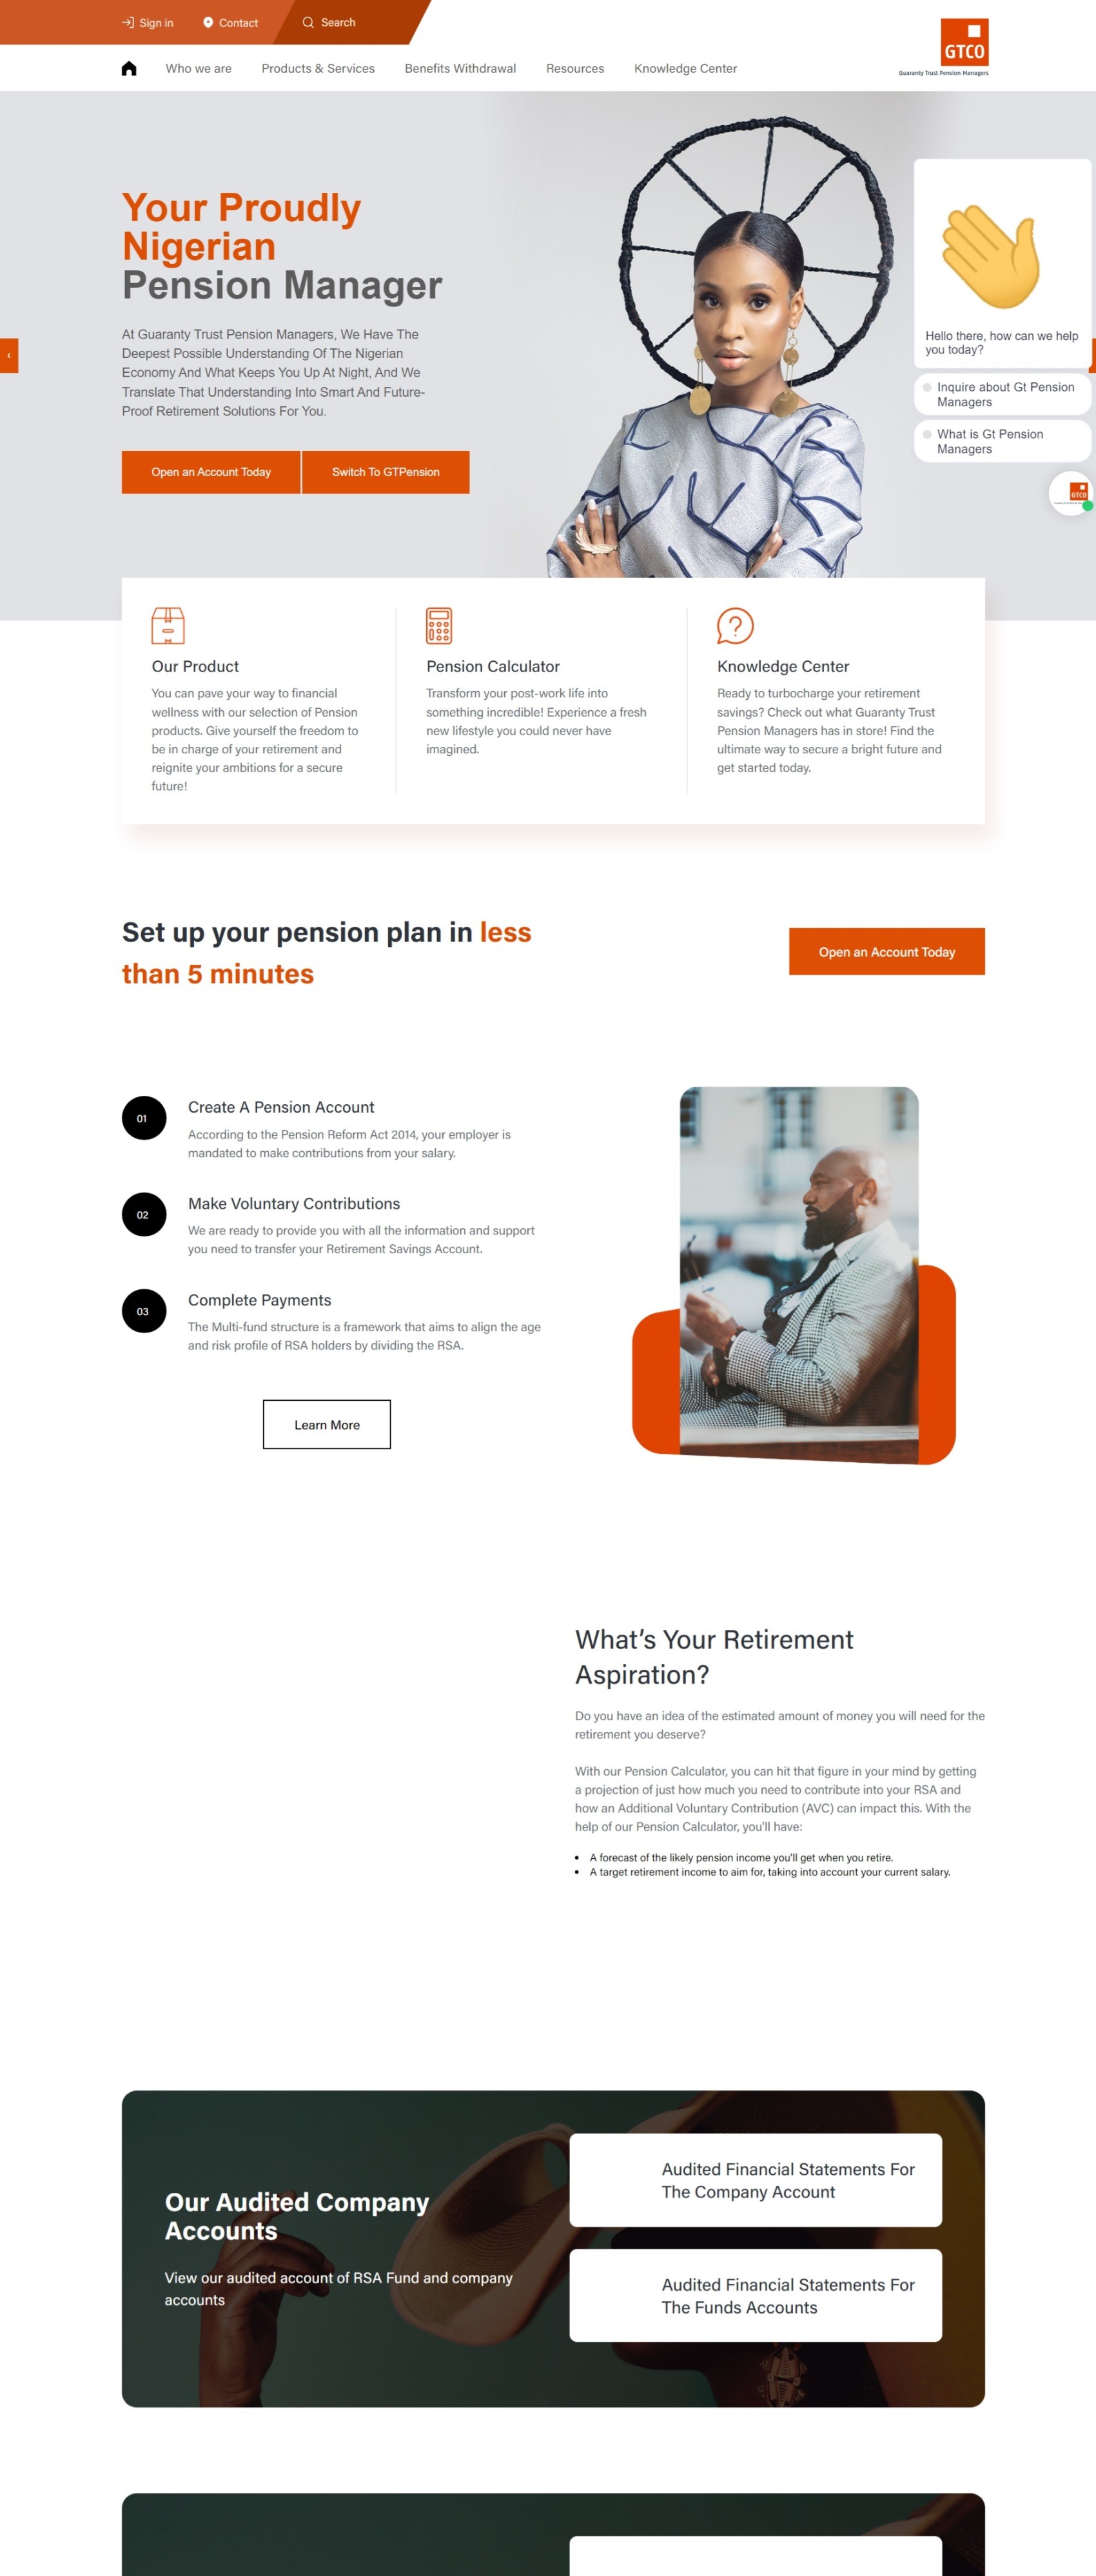 Sign in
Contact
Search
GTCO
Guaranty Trust Pension Managers
Who we are
Products & Services
Benefits Withdrawal
Resources
Knowledge Center
Your Proudly
Nigerian
Pension Manager
At Guaranty Trust Pension Managers, We Have The
Deepest Possible Understanding Of The Nigerian
Economy And What Keeps You Up At Night, And We
Translate That Understanding Into Smart And Future-
Proof Retirement Solutions For You.
Open an Account Today
Switch To GTPension
Hello there, how can we help
you today?
Inquire about Gt Pension
Managers
What is Gt Pension
Managers
GTCO
Our Product
You can pave your way to financial
wellness with our selection of Pension
products. Give yourself the freedom to
be in charge of your retirement and
reignite your ambitions for a secure
future!
Pension Calculator
Transform your post-work life into
something incredible! Experience a fresh
new lifestyle you could never have
imagined.
Knowledge Center
Ready to turbocharge your retirement
savings? Check out what Guaranty Trust
Pension Managers has in store! Find the
ultimate way to secure a bright future and
get started today.
Set up your pension plan in less
than 5 minutes
Open an Account Today
01
Create A Pension Account
According to the Pension Reform Act 2014, your employer is
mandated to make contributions from your salary.
02
Make Voluntary Contributions
We are ready to provide you with all the information and support
you need to transfer your Retirement Savings Account.
03
Complete Payments
The Multi-fund structure is a framework that aims to align the age
and risk profile of RSA holders by dividing the RSA.
Learn More
What's Your Retirement
Aspiration?
Do you have an idea of the estimated amount of money you will need for the
retirement you deserve?
With our Pension Calculator, you can hit that figure in your mind by getting
a projection of just how much you need to contribute into your RSA and
how an Additional Voluntary Contribution (AVC) can impact this. With the
help of our Pension Calculator, you'll have:
• A forecast of the likely pension income you'll get when you retire.
• A target retirement income to aim for, taking into account your current salary.
Our Audited Company
Accounts
View our audited account of RSA Fund and company
accounts
Audited Financial Statements For
The Company Account
Audited Financial Statements For
The Funds Accounts